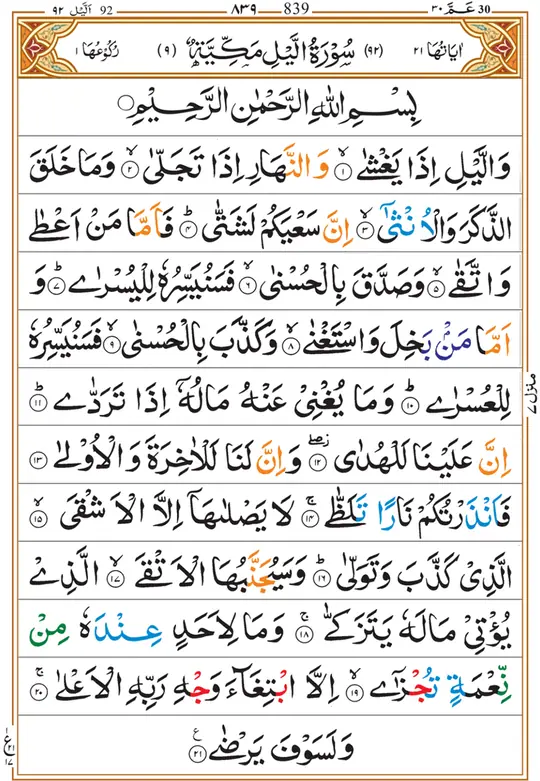 92 اٰلَّيْل ٩٢ ٨٣٩ 839 عَمّ ٣٠ 30
اٰيَاتُهَا ٢١ (٩٢) سُوْرَةُ الَّيْلِ مَكِّيَّةٌ (٩) رُكُوْعُهَا ١
بِسْمِ اللّٰهِ الرَّحْمٰنِ الرَّحِيْمِ
وَالَّيْلِ اِذَا يَغْشٰىۙ‏ ١ وَالنَّهَارِ اِذَا تَجَلّٰىۙ‏ ٢ وَمَا خَلَقَ
الذَّكَرَ وَالْاُنْثٰىۤۙ‏ ٣ اِنَّ سَعْيَكُمْ لَشَتّٰىؕ‏ ٤ فَاَمَّا مَنْ اَعْطٰى
وَاتَّقٰىۙ‏ ٥ وَصَدَّقَ بِالْحُسْنٰىۙ‏ ٦ فَسَنُيَسِّرُهٗ لِلْيُسْرٰىؕ‏ ٧ وَ
اَمَّا مَنْۢ بَخِلَ وَاسْتَغْنٰىۙ‏ ٨ وَكَذَّبَ بِالْحُسْنٰىۙ‏ ٩ فَسَنُيَسِّرُهٗ
لِلْعُسْرٰىؕ‏ ١٠ وَمَا يُغْنِيْ عَنْهُ مَالُهٗۤ اِذَا تَرَدّٰىؕ‏ ١١
اِنَّ عَلَيْنَا لَلْهُدٰىۖ‏ ١٢ وَاِنَّ لَنَا لَلْاٰخِرَةَ وَالْاُوْلٰى‏ ١٣
فَاَنْذَرْتُكُمْ نَارًا تَلَظّٰىۚ‏ ١٤ لَا يَصْلٰىهَاۤ اِلَّا الْاَشْقَىۙ‏ ١٥
الَّذِيْ كَذَّبَ وَتَوَلّٰىؕ‏ ١٦ وَسَيُجَنَّبُهَا الْاَتْقَىۙ‏ ١٧ الَّذِيْ
يُؤْتِيْ مَالَهٗ يَتَزَكّٰىۚ‏ ١٨ وَمَا لِاَحَدٍ عِنْدَهٗ مِنْ
نِّعْمَةٍ تُجْزٰٓىۙ‏ ١٩ اِلَّا ابْتِغَآءَ وَجْهِ رَبِّهِ الْاَعْلٰىۚ‏ ٢٠
وَلَسَوْفَ يَرْضٰى‏ ٢١
منزل ٧
ع ٢١ ١٧